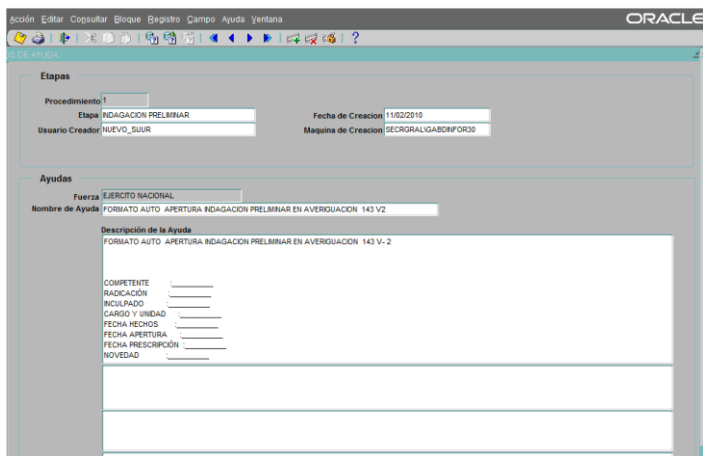 Acción Editar Consultar Bloque Registro Campo Ayuda Ventana
ORACLE
OS DE AYUDA
Etapas
Procedimiento 1
Etapa INDAGACION PRELIMINAR
Fecha de Creacion 11/02/2010
Usuario Creador NUEVO_SUUR
Maquina de Creacion SECRGRAL\GABDINFOR30
Ayudas
Fuerza EJERCITO NACIONAL
Nombre de Ayuda FORMATO AUTO APERTURA INDAGACION PRELIMINAR EN AVERIGUACION 143 V2
Descripción de la Ayuda
FORMATO AUTO APERTURA INDAGACION PRELIMINAR EN AVERIGUACION 143 V- 2
COMPETENTE :__________
RADICACIÓN :__________
INCULPADO :__________
CARGO Y UNIDAD :__________
FECHA HECHOS :__________
FECHA APERTURA :__________
FECHA PRESCRIPCIÓN :__________
NOVEDAD :__________